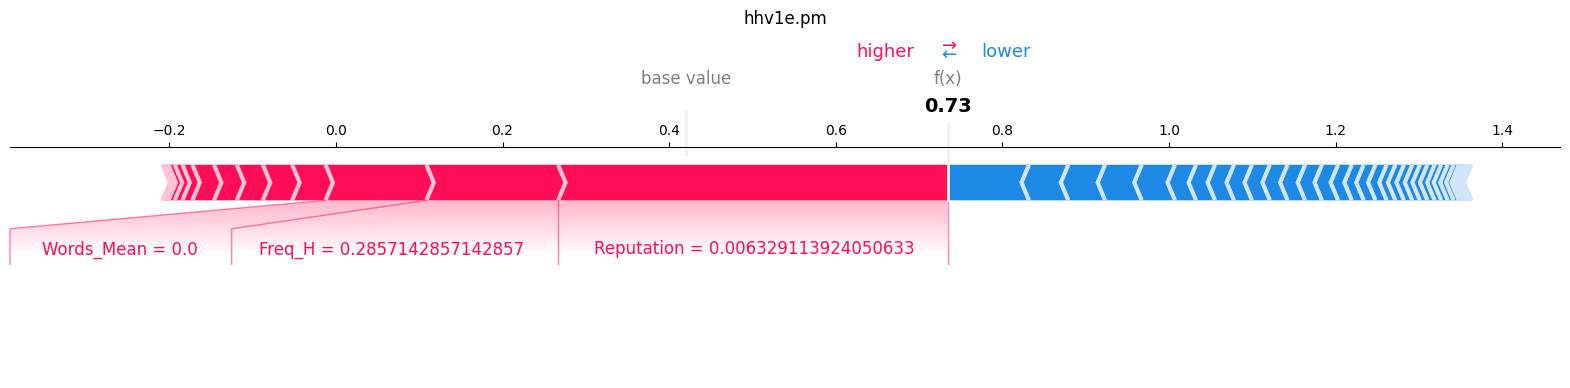 hhv1e.pm
higher ⇄ lower
base value f(x)
0.73
−0.2 0.0 0.2 0.4 0.6 0.8 1.0 1.2 1.4
Words_Mean = 0.0 Freq_H = 0.2857142857142857 Reputation = 0.006329113924050633